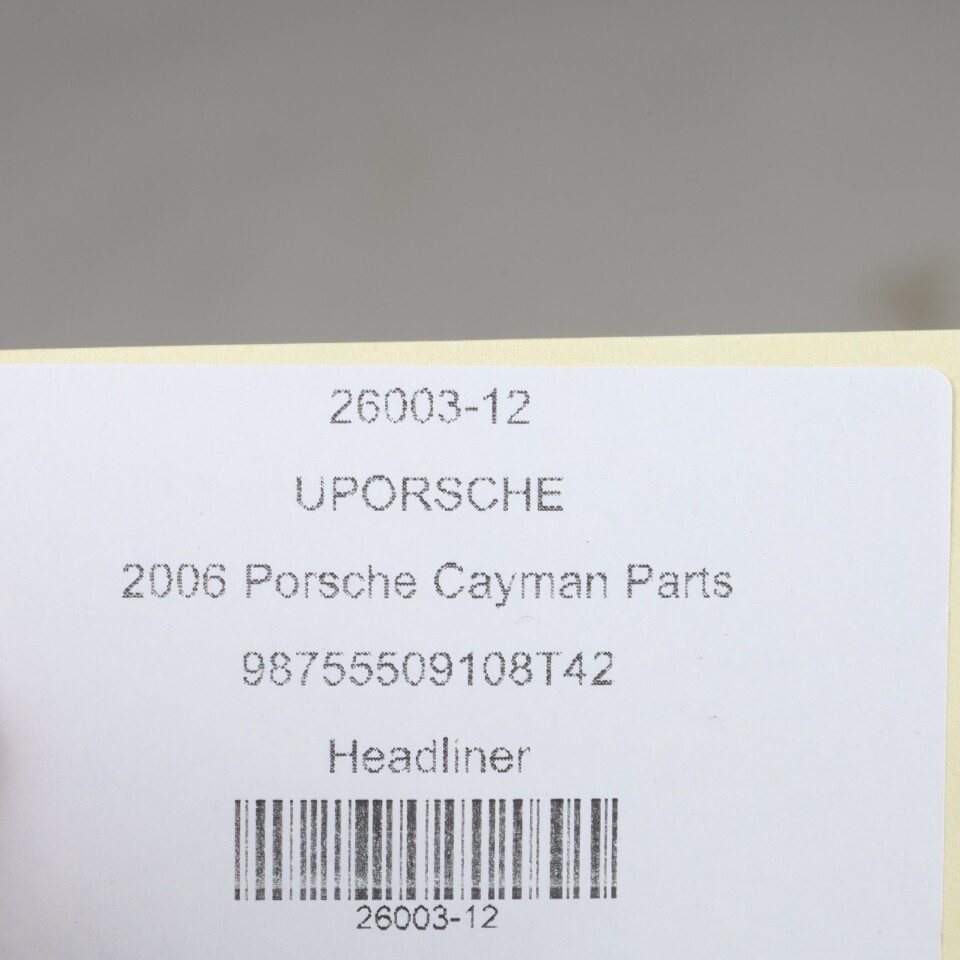 26003-12
UPORSCHE
2006 Porsche Cayman Parts
98755509108T42
Headliner
26003-12